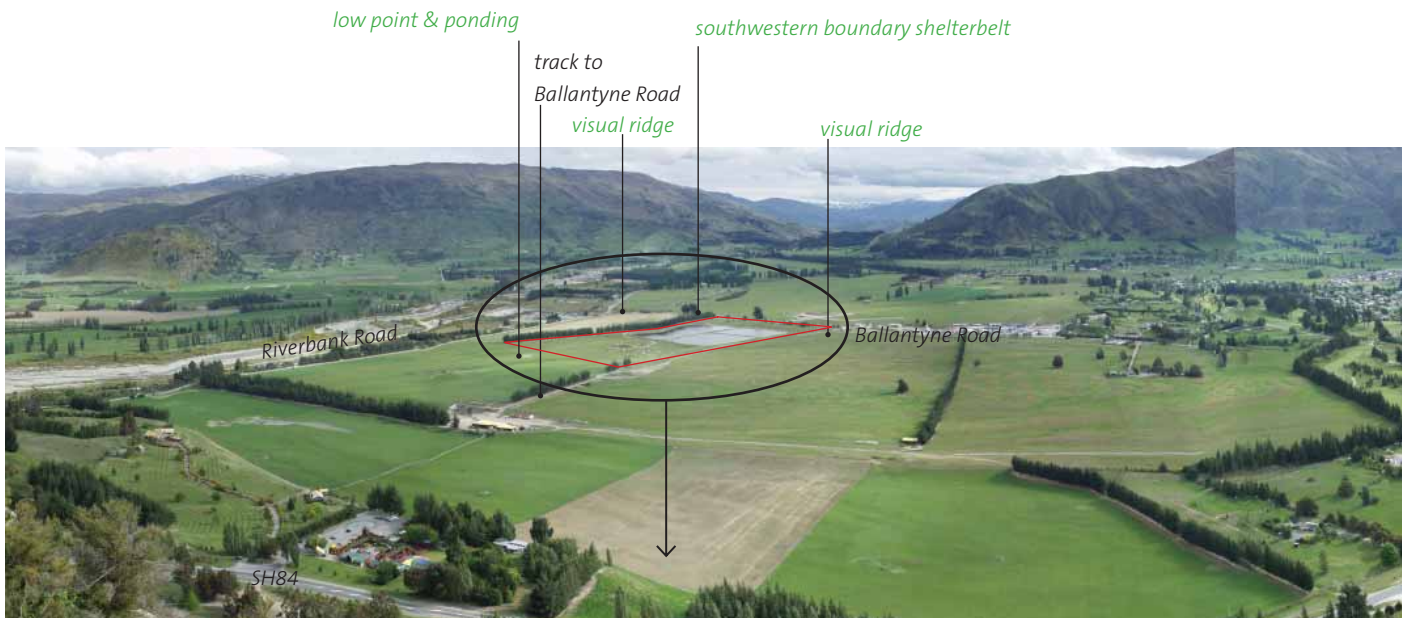 low point & ponding
southwestern boundary shelterbelt
track to
Ballantyne Road
visual ridge
visual ridge
Riverbank Road
Ballantyne Road
SH84